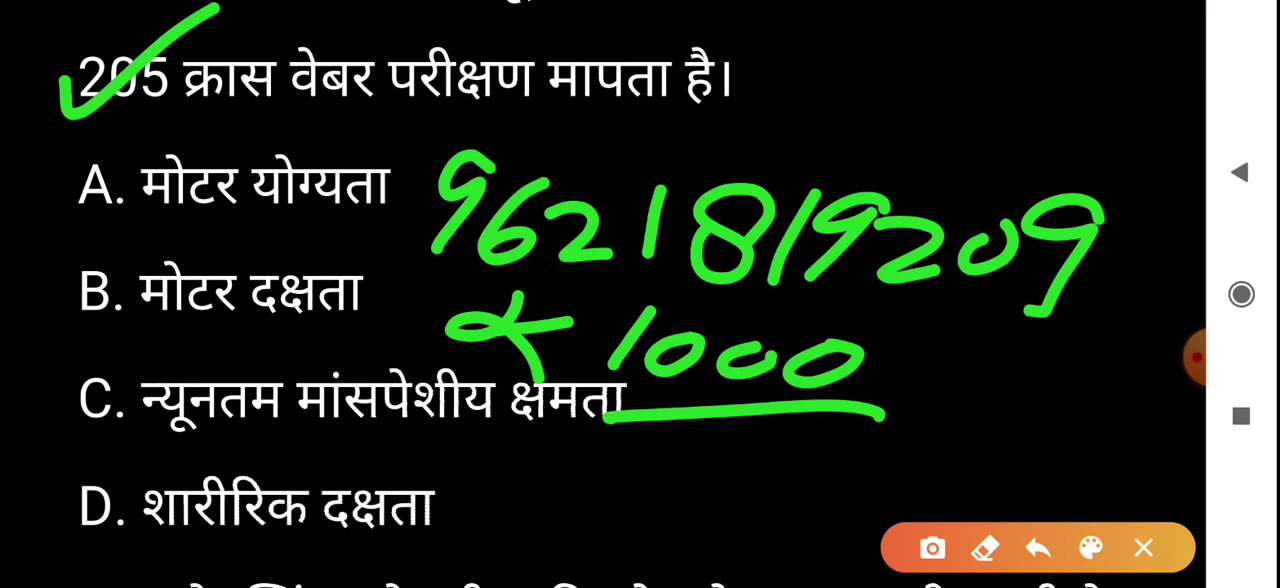 205 क्रास वेबर परीक्षण मापता है।
A. मोटर योग्यता
9621819209
B. मोटर दक्षता
₹ 1000
C. न्यूनतम मांसपेशीय क्षमता
D. शारीरिक दक्षता